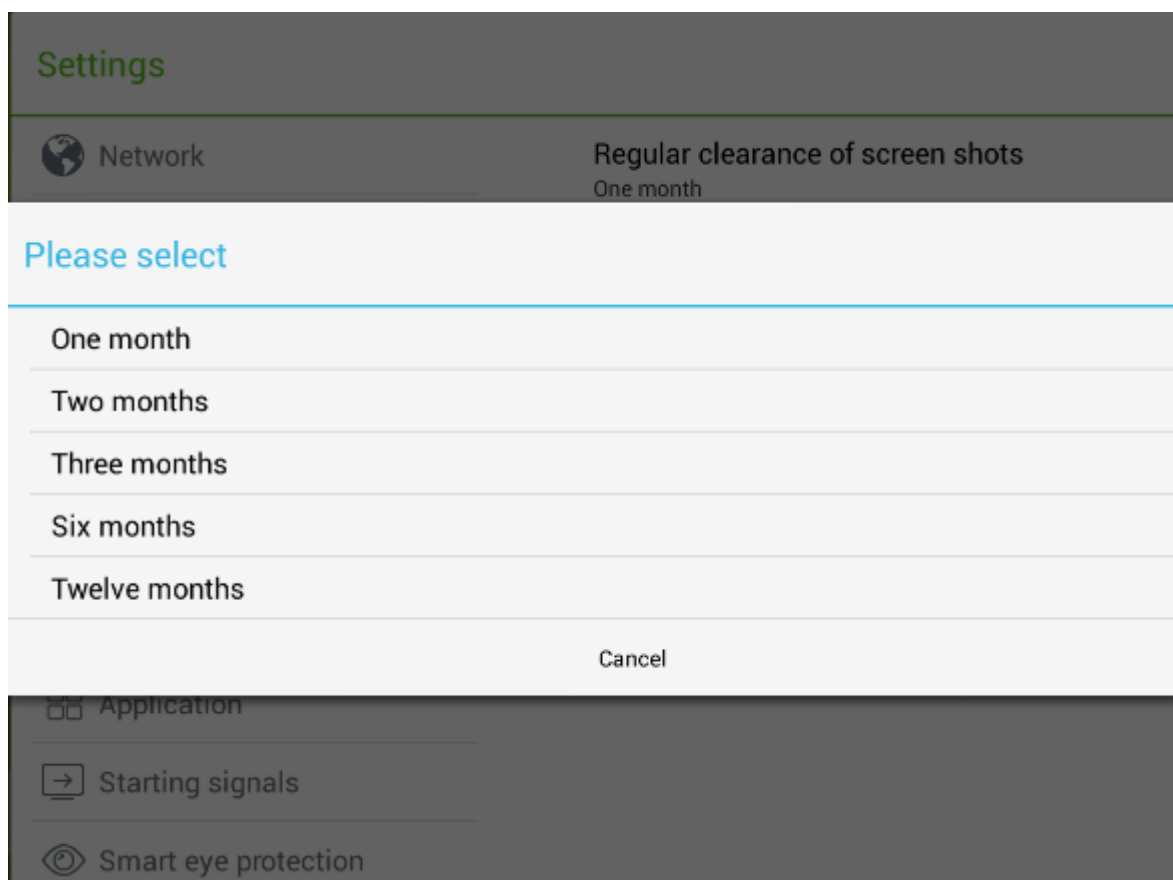 Settings
Network
Regular clearance of screen shots
One month
Please select
One month
Two months
Three months
Six months
Twelve months
Cancel
Application
Starting signals
Smart eye protection